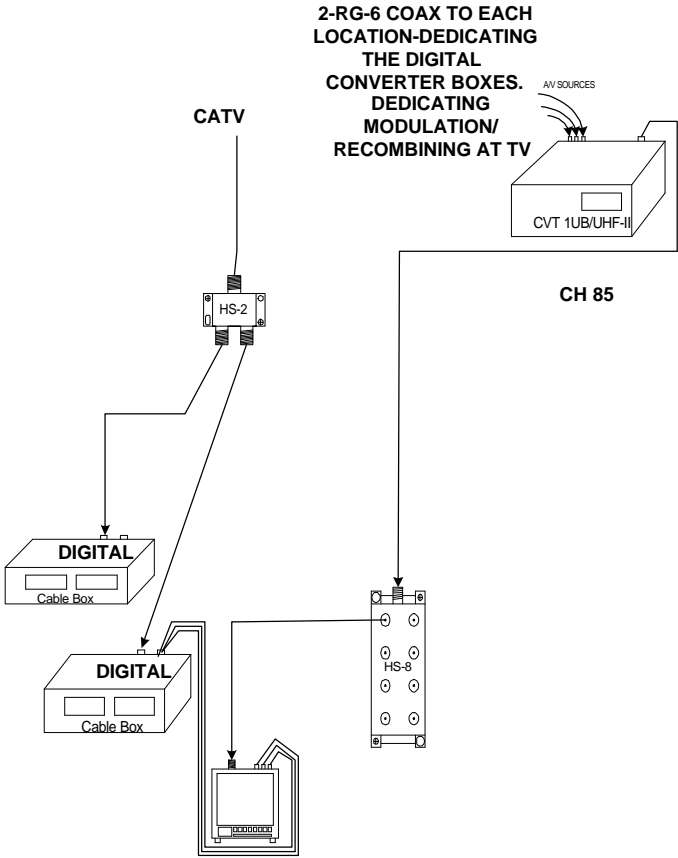 2-RG-6 COAX TO EACH
LOCATION-DEDICATING
THE DIGITAL
CONVERTER BOXES.
DEDICATING
MODULATION/
RECOMBINING AT TV
A/V SOURCES
CATV
CVT 1UB/UHF-II
CH 85
HS-2
DIGITAL
Cable Box
HS-8
DIGITAL
Cable Box